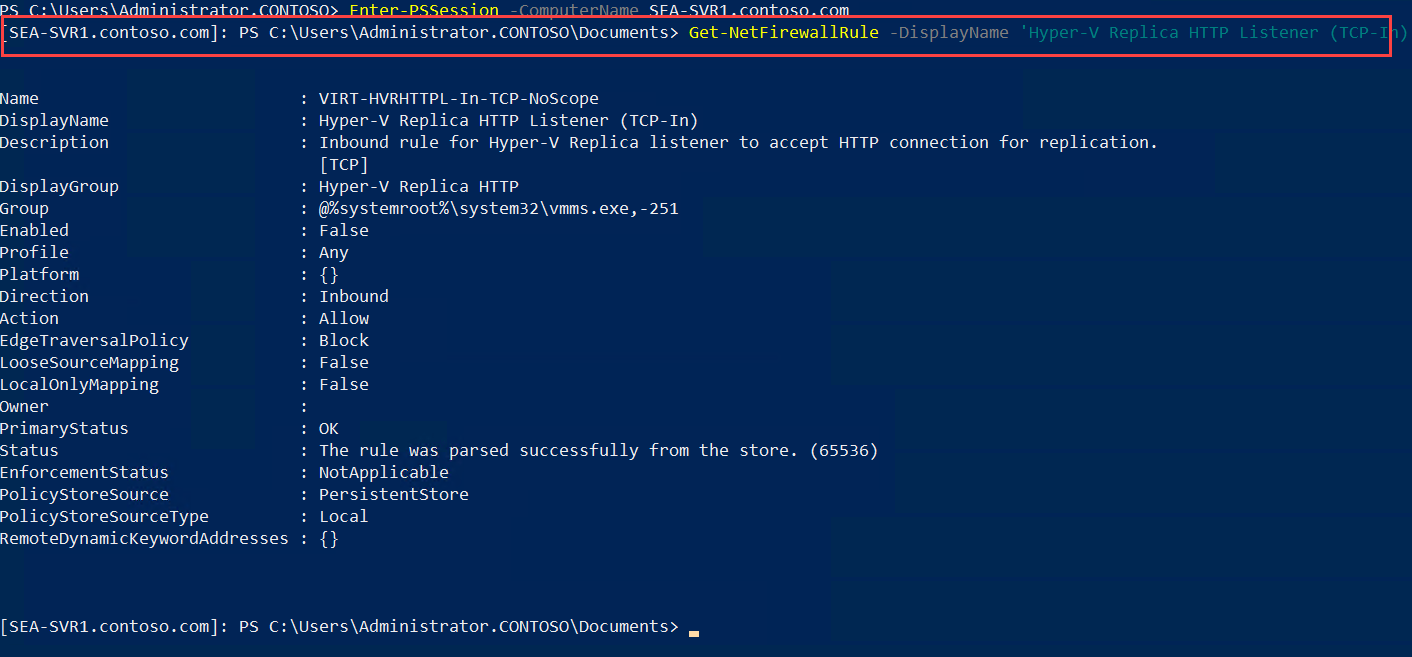 PS C:\Users\Administrator.CONTOSO> Enter-PSSession -ComputerName SEA-SVR1.contoso.com
[SEA-SVR1.contoso.com]: PS C:\Users\Administrator.CONTOSO\Documents> Get-NetFirewallRule -DisplayName 'Hyper-V Replica HTTP Listener (TCP-In)
Name : VIRT-HVRHTTPL-In-TCP-NoScope
DisplayName : Hyper-V Replica HTTP Listener (TCP-In)
Description : Inbound rule for Hyper-V Replica listener to accept HTTP connection for replication.
[TCP]
DisplayGroup : Hyper-V Replica HTTP
Group : @%systemroot%\system32\vmms.exe,-251
Enabled : False
Profile : Any
Platform : {}
Direction : Inbound
Action : Allow
EdgeTraversalPolicy : Block
LooseSourceMapping : False
LocalOnlyMapping : False
Owner :
PrimaryStatus : OK
Status : The rule was parsed successfully from the store. (65536)
EnforcementStatus : NotApplicable
PolicyStoreSource : PersistentStore
PolicyStoreSourceType : Local
RemoteDynamicKeywordAddresses : {}
[SEA-SVR1.contoso.com]: PS C:\Users\Administrator.CONTOSO\Documents>